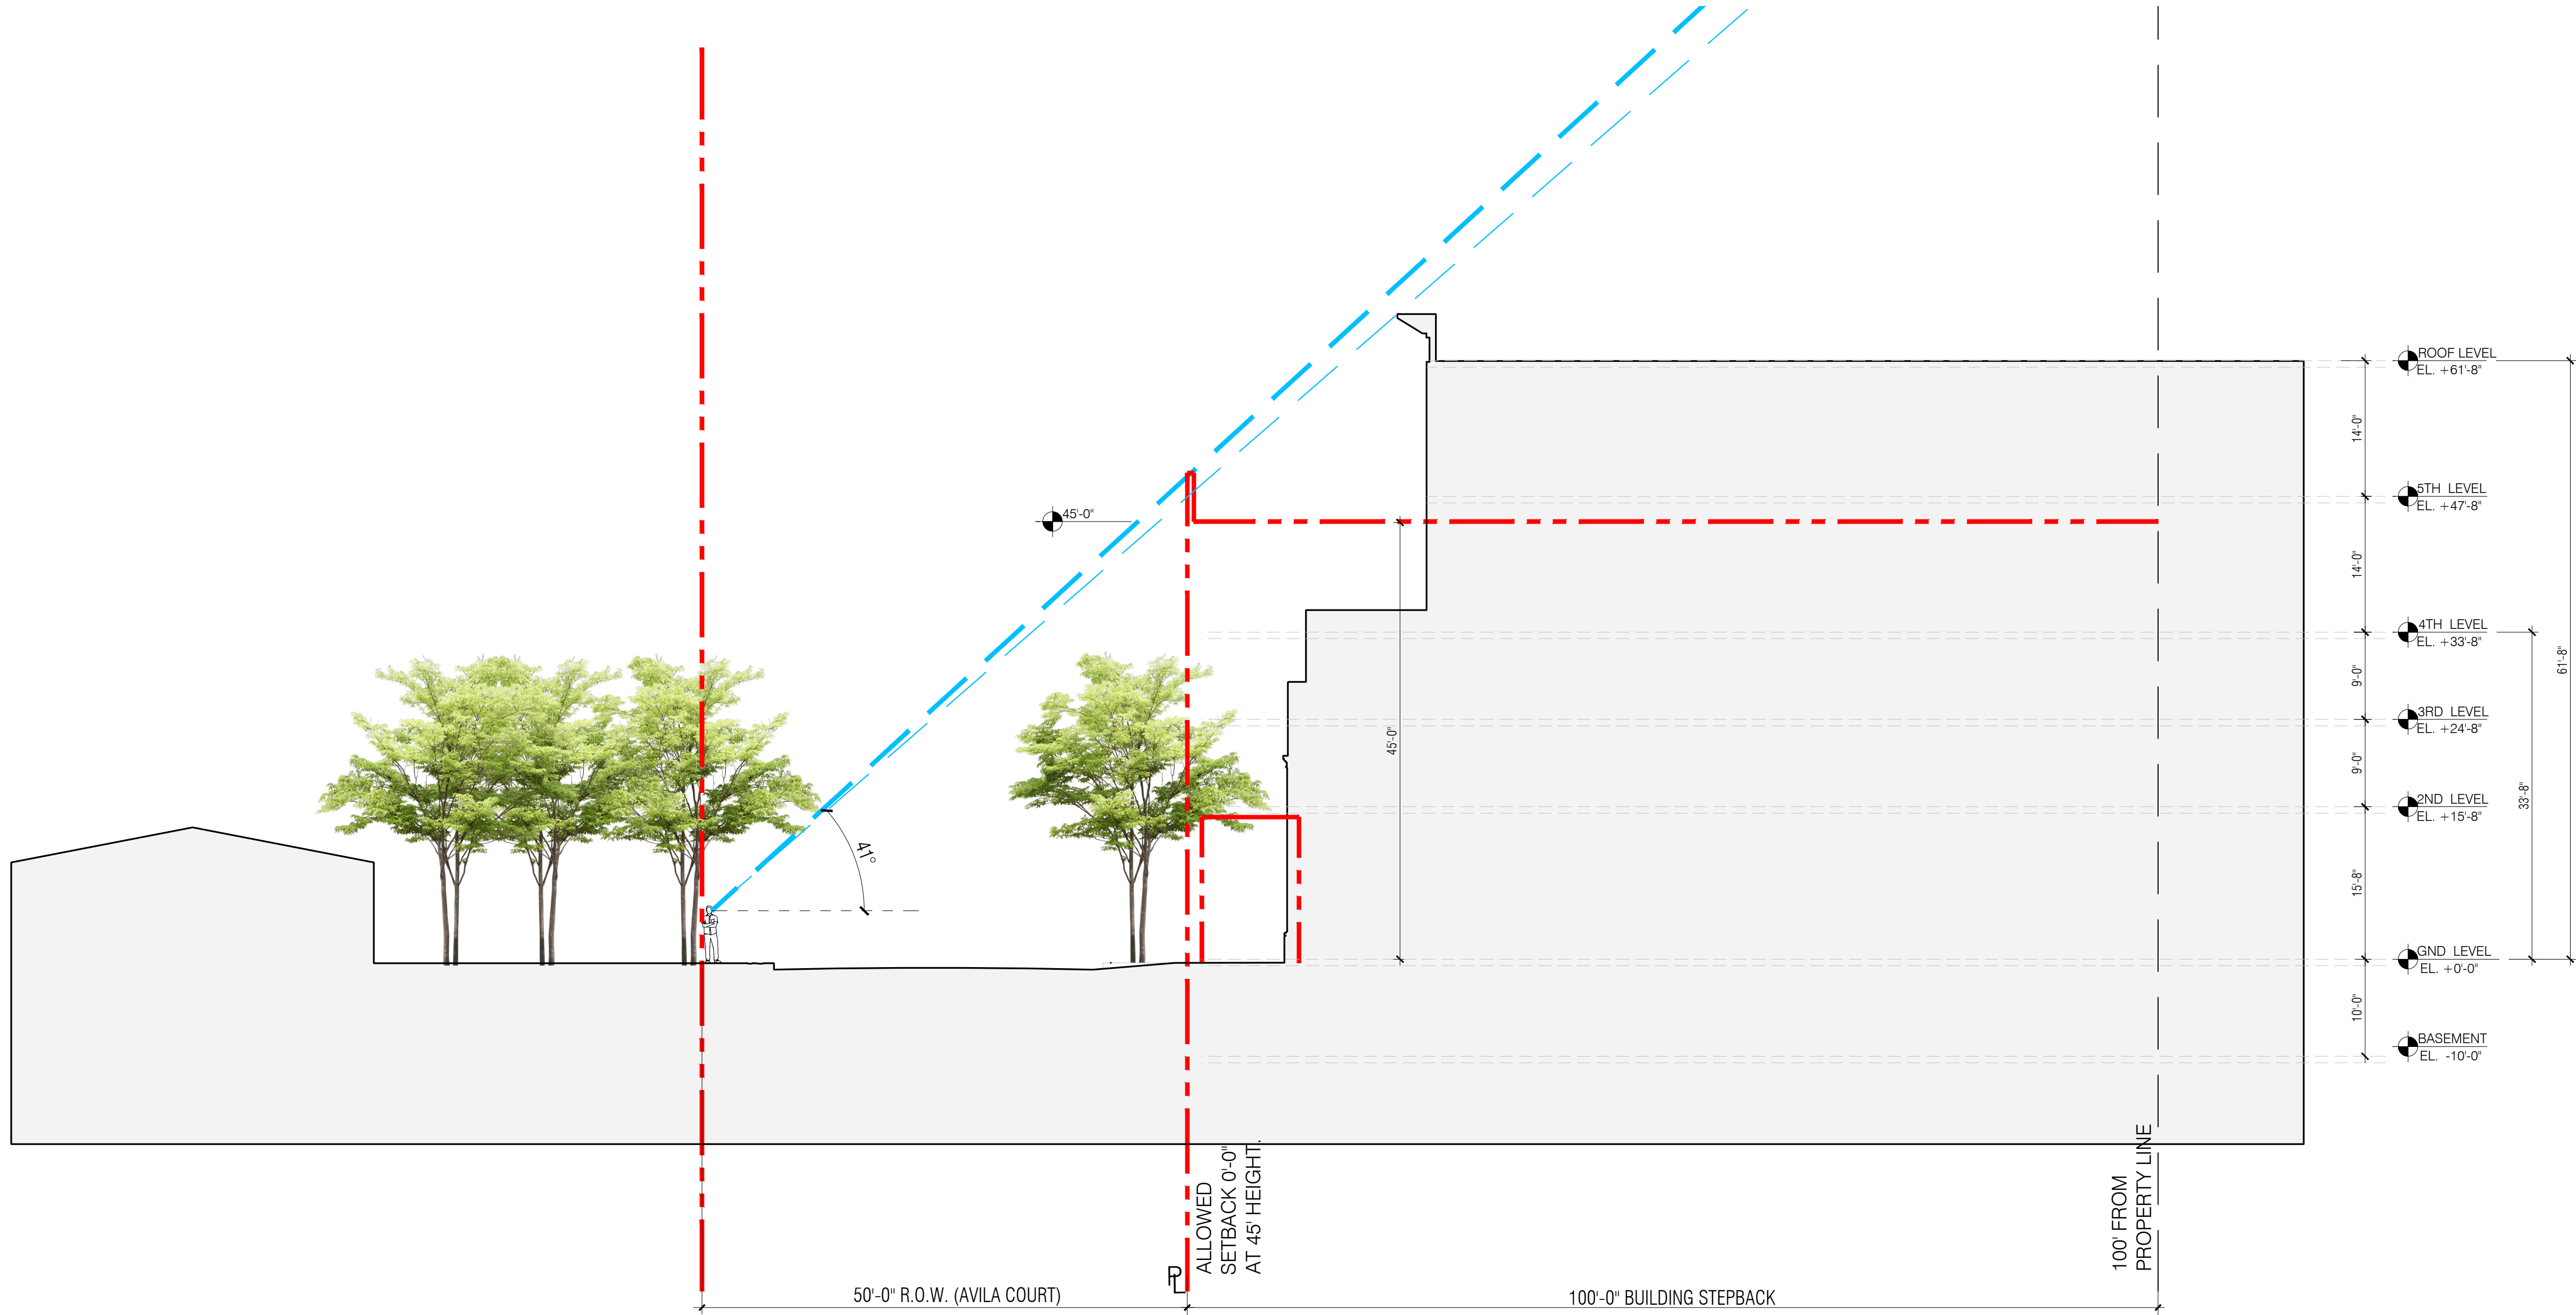 ROOF LEVEL
EL. +61'-8"
14'-0"
5TH LEVEL
EL. +47'-8"
45'-0"
14'-0"
4TH LEVEL
EL. +33'-8"
61'-8"
9'-0"
3RD LEVEL
EL. +24'-8"
45'-0"
9'-0"
2ND LEVEL
EL. +15'-8"
33'-8"
41°
15'-8"
GND LEVEL
EL. +0'-0"
10'-0"
BASEMENT
EL. -10'-0"
ALLOWED
SETBACK 0'-0"
AT 45' HEIGHT.
100' FROM
PROPERTY LINE
PL
50'-0" R.O.W. (AVILA COURT)
100'-0" BUILDING STEPBACK